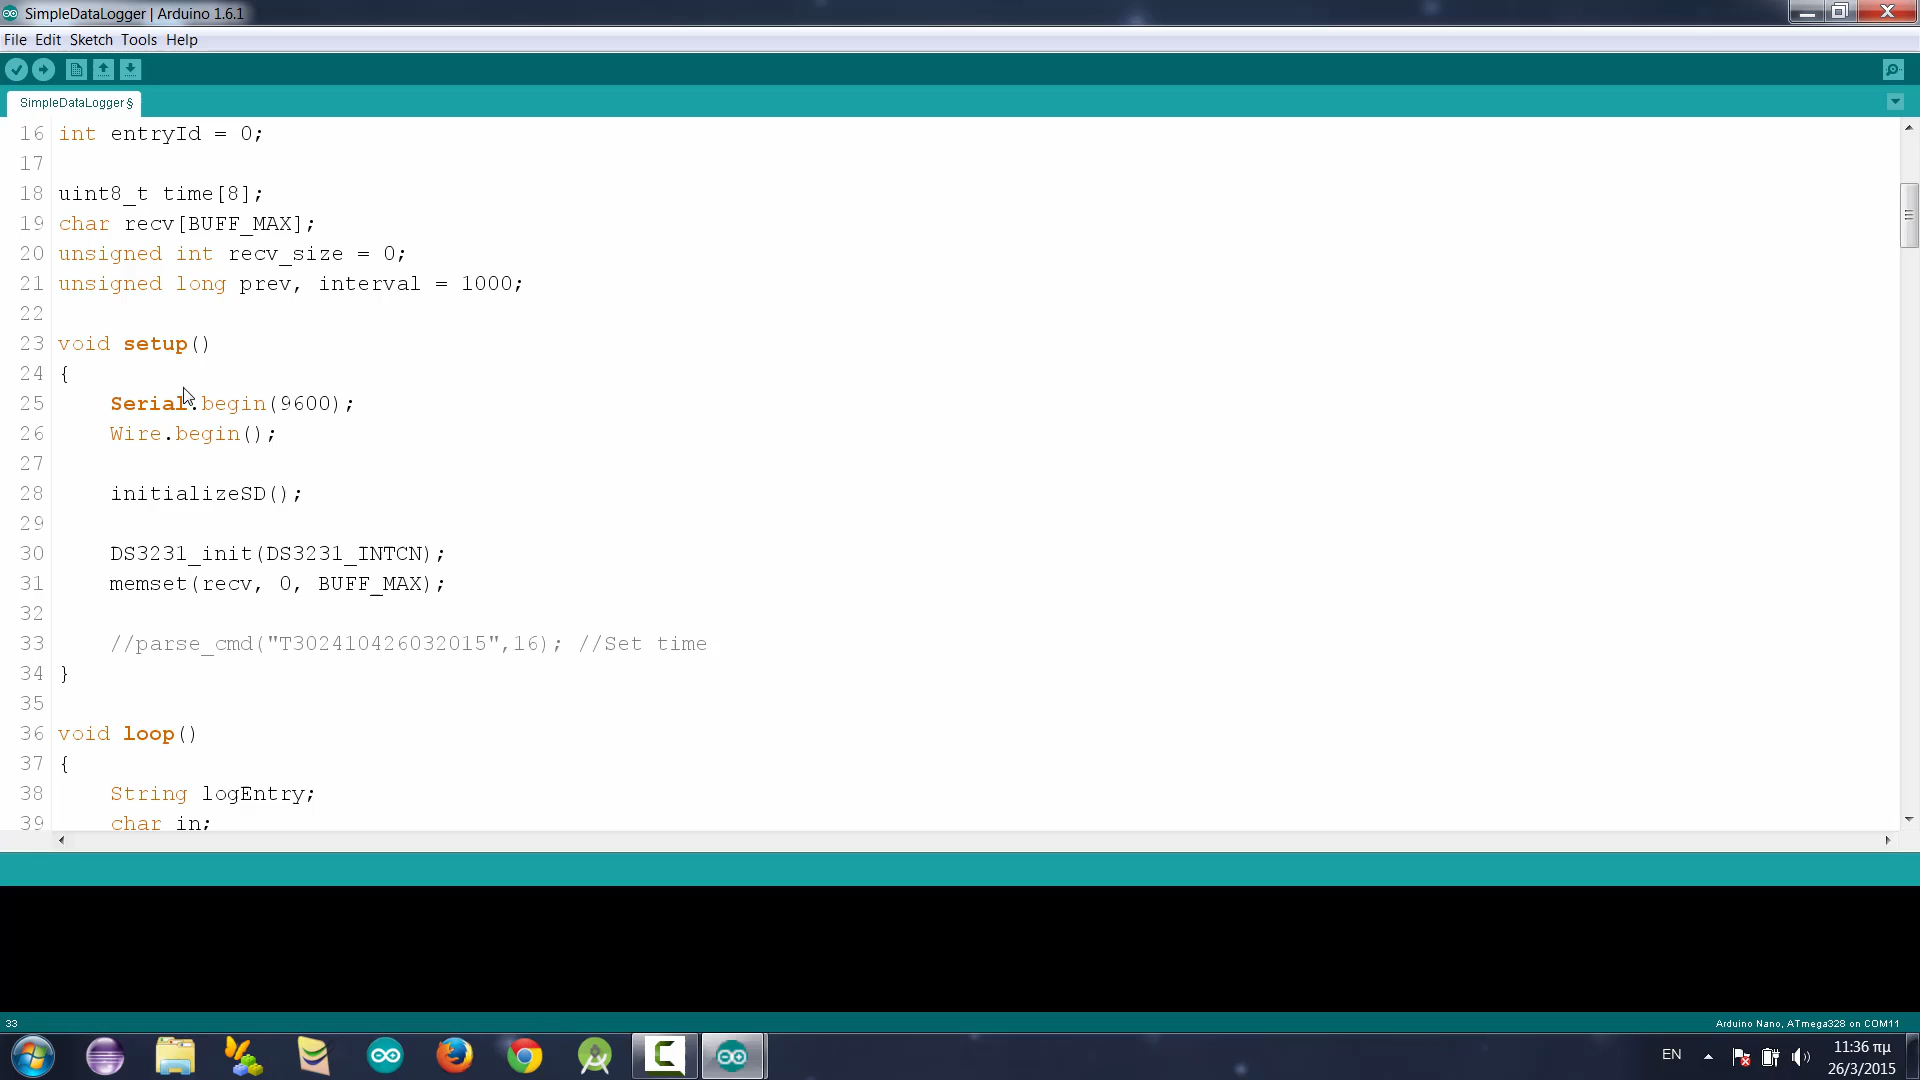 SimpleDataLogger | Arduino 1.6.1
File Edit Sketch Tools Help
SimpleDataLogger §
16 int entryId = 0;
17
18 uint8_t time[8];
19 char recv[BUFF_MAX];
20 unsigned int recv_size = 0;
21 unsigned long prev, interval = 1000;
22
23 void setup()
24 {
25 Serial.begin(9600);
26 Wire.begin();
27
28 initializeSD();
29
30 DS3231_init(DS3231_INTCN);
31 memset(recv, 0, BUFF_MAX);
32
33 //parse_cmd("T302410426032015",16); //Set time
34 }
35
36 void loop()
37 {
38 String logEntry;
39 char in;
33
Arduino Nano, ATmega328 on COM11
EN
11:36 πμ
26/3/2015